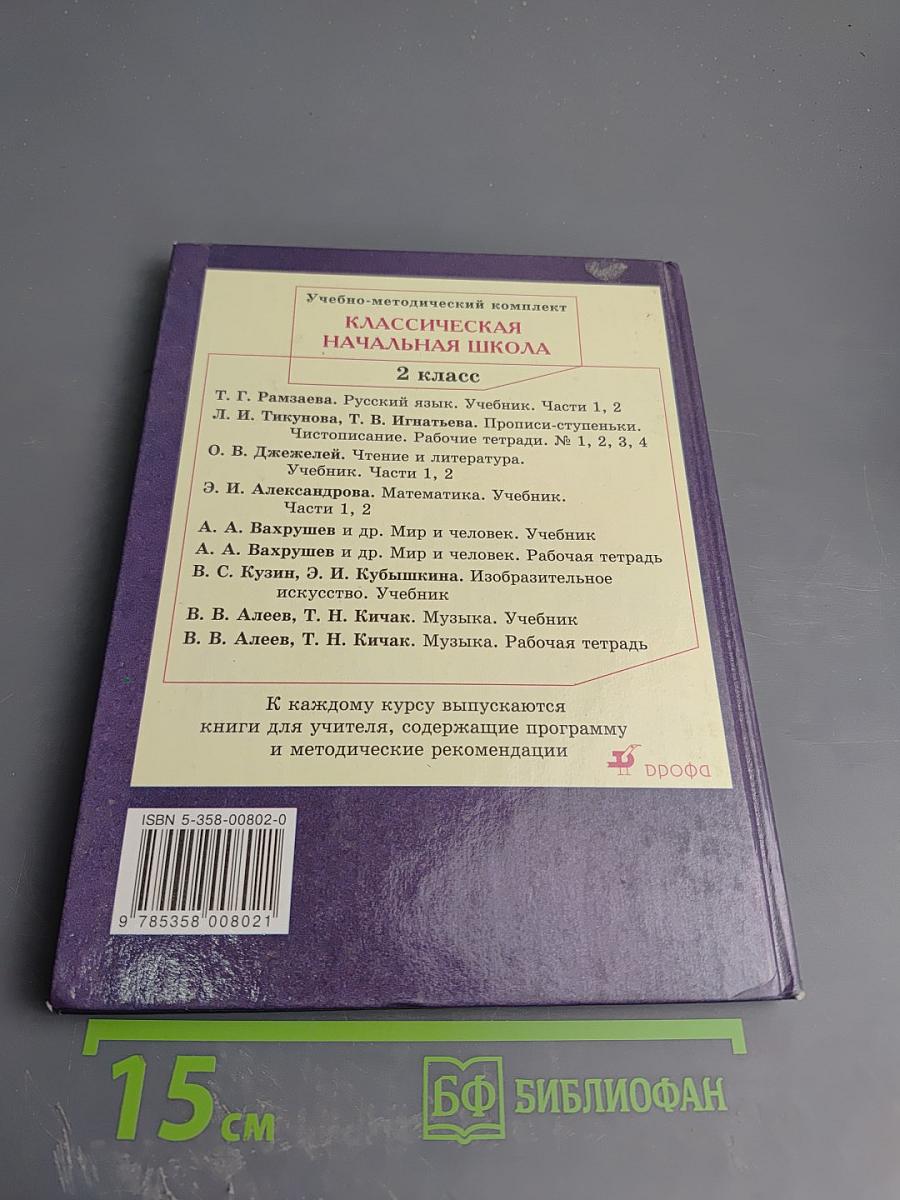 Учебно-методический комплект
КЛАССИЧЕСКАЯ
НАЧАЛЬНАЯ ШКОЛА
2 класс
Т. Г. Рамзаева. Русский язык. Учебник. Части 1, 2
Л. И. Тикунова, Т. В. Игнатьева. Прописи-ступеньки.
Чистописание. Рабочие тетради. № 1, 2, 3, 4
О. В. Джежелей. Чтение и литература.
Учебник. Части 1, 2
Э. И. Александрова. Математика. Учебник.
Части 1, 2
А. А. Вахрушев и др. Мир и человек. Учебник
А. А. Вахрушев и др. Мир и человек. Рабочая тетрадь
В. С. Кузин, Э. И. Кубышкина. Изобразительное
искусство. Учебник
В. В. Алеев, Т. Н. Кичак. Музыка. Учебник
В. В. Алеев, Т. Н. Кичак. Музыка. Рабочая тетрадь
К каждому курсу выпускаются
книги для учителя, содержащие программу
и методические рекомендации
дрофа
ISBN 5-358-00802-0
9 785358 008021
15 см
БФ БИБЛИОФАН